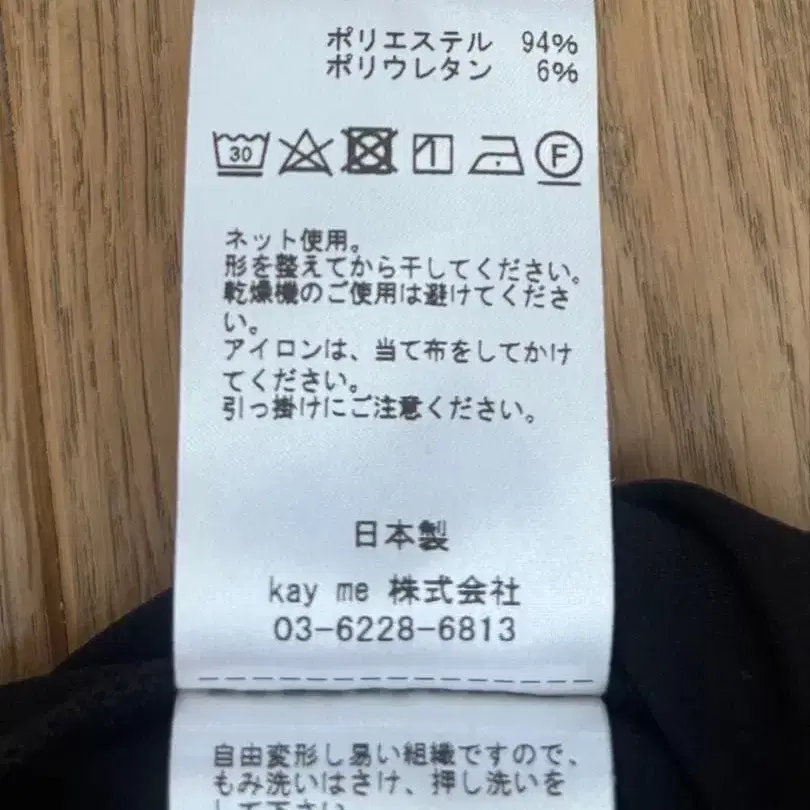 ポリエステル 94%
ポリウレタン 6%
30
F
ネット使用。
形を整えてから干してください。
乾燥機のご使用は避けてくださ
い。
アイロンは、当て布をしてかけ
てください。
引っ掛けにご注意ください。
日本製
kay me 株式会社
03-6228-6813
自由変形し易い組織ですので、
もみ洗いはさけ、押し洗いを
して下さい。